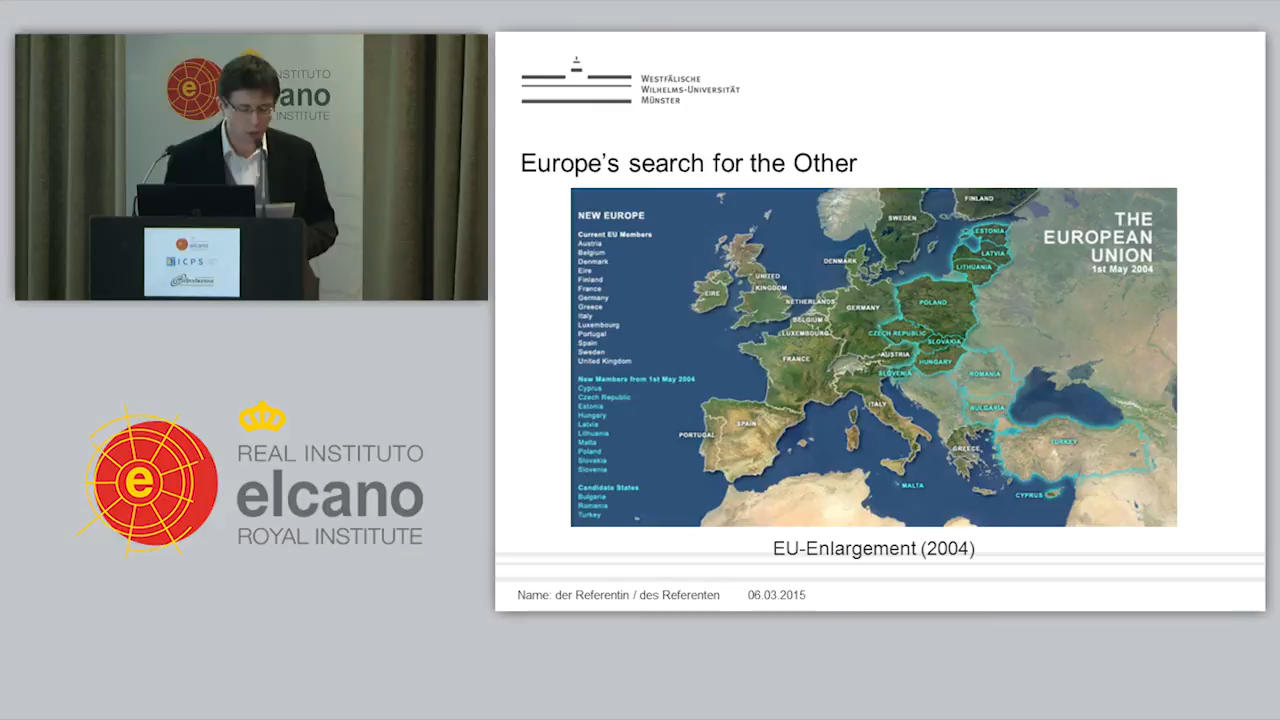 INSTITUTO
ano
INSTITUTE
elcano
ICPS
e
REAL INSTITUTO
elcano
ROYAL INSTITUTE
WESTFÄLISCHE
WILHELMS-UNIVERSITÄT
MÜNSTER
Europe's search for the Other
NEW EUROPE
Current EU Members
Austria
Belgium
Denmark
Eire
Finland
France
Germany
Greece
Italy
Luxembourg
Portugal
Spain
Sweden
United Kingdom
New Members from 1st May 2004
Cyprus
Czech Republic
Estonia
Hungary
Latvia
Lithuania
Malta
Poland
Slovakia
Slovenia
Candidate States
Bulgaria
Romania
Turkey
THE
EUROPEAN
UNION
1st May 2004
FINLAND
SWEDEN
ESTONIA
LATVIA
LITHUANIA
DENMARK
UNITED
KINGDOM
EIRE
NETHERLANDS
GERMANY
POLAND
BELGIUM
LUXEMBOURG
CZECH REPUBLIC
SLOVAKIA
FRANCE
AUSTRIA
HUNGARY
SLOVENIA
ROMANIA
ITALY
BULGARIA
PORTUGAL
SPAIN
GREECE
TURKEY
MALTA
CYPRUS
EU-Enlargement (2004)
Name: der Referentin / des Referenten 06.03.2015